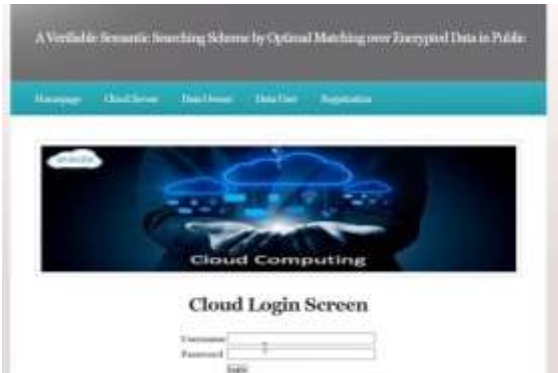 A Verifiable Semantic Searching Scheme by Optimal Matching over Encrypted Data in Public
Homepage Cloud Server Data Owner Data User Registration
Cloud Computing
Cloud Login Screen
Username
Password
Login